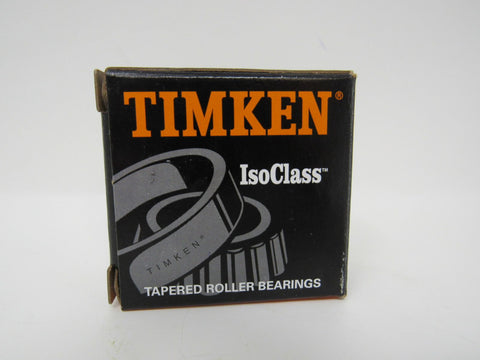 TIMKEN®
IsoClass™
TIMKEN®
TAPERED ROLLER BEARINGS